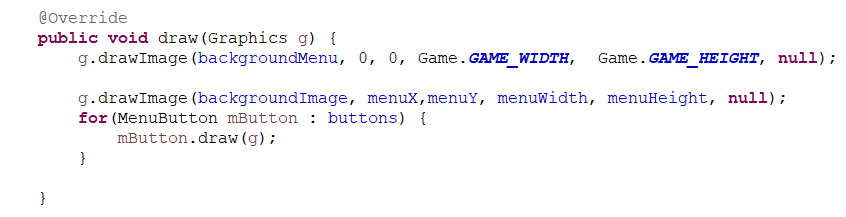 @Override
public void draw(Graphics g) {
g.drawImage(backgroundMenu, 0, 0, Game.GAME_WIDTH,  Game.GAME_HEIGHT, null);
g.drawImage(backgroundImage, menuX,menuY, menuWidth, menuHeight, null);
for(MenuButton mButton : buttons) {
mButton.draw(g);
}
}